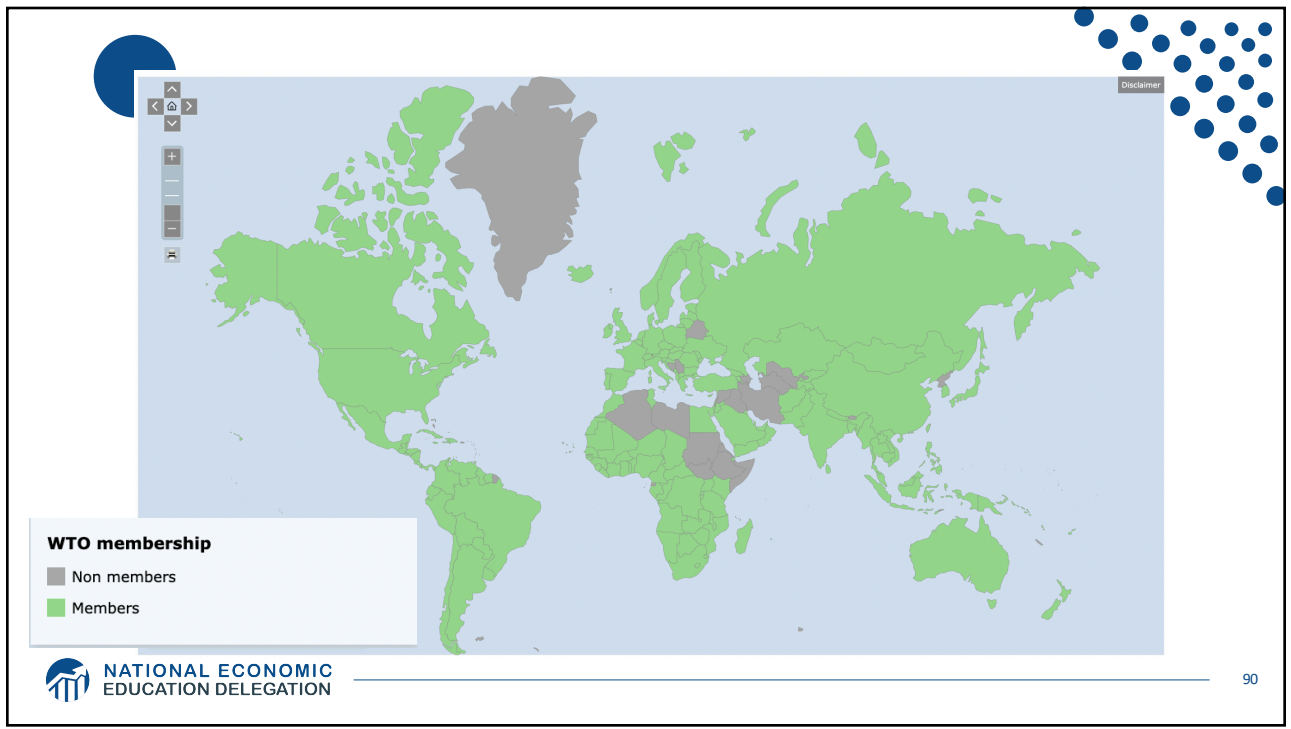 Disclaimer
WTO membership
Non members
Members
NATIONAL ECONOMIC
EDUCATION DELEGATION
90